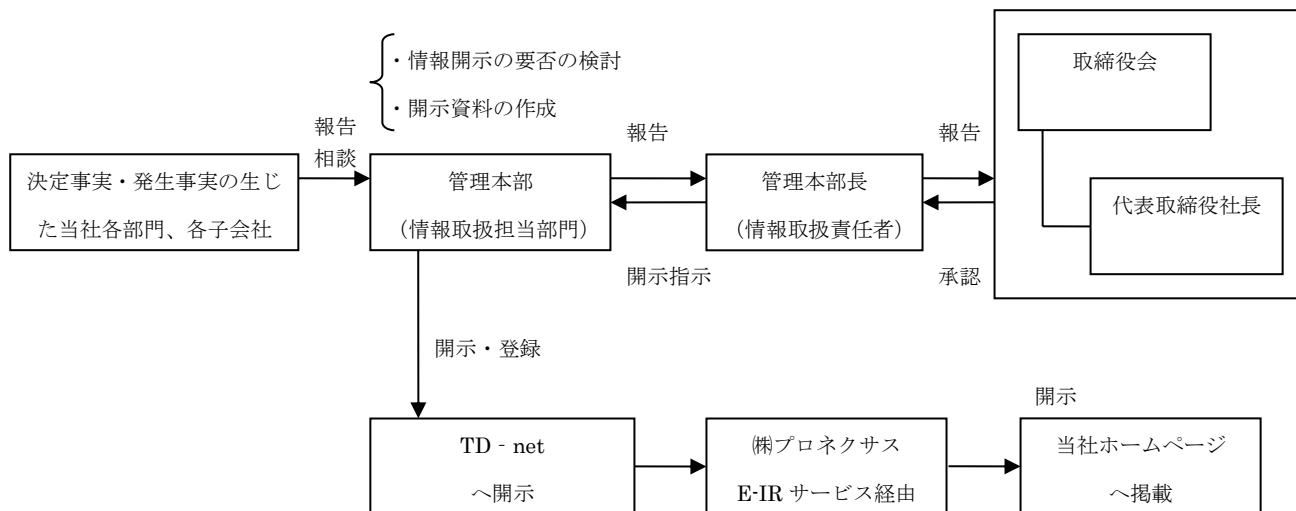 ・情報開示の要否の検討
・開示資料の作成
取締役会
代表取締役社長
報告
相談
報告
報告
決定事実・発生事実の生じ
た当社各部門、各子会社
管理本部
（情報取扱担当部門）
管理本部長
（情報取扱責任者）
開示指示
承認
開示・登録
開示
TD‐net
へ開示
㈱プロネクサス
E-IR サービス経由
当社ホームページ
へ掲載